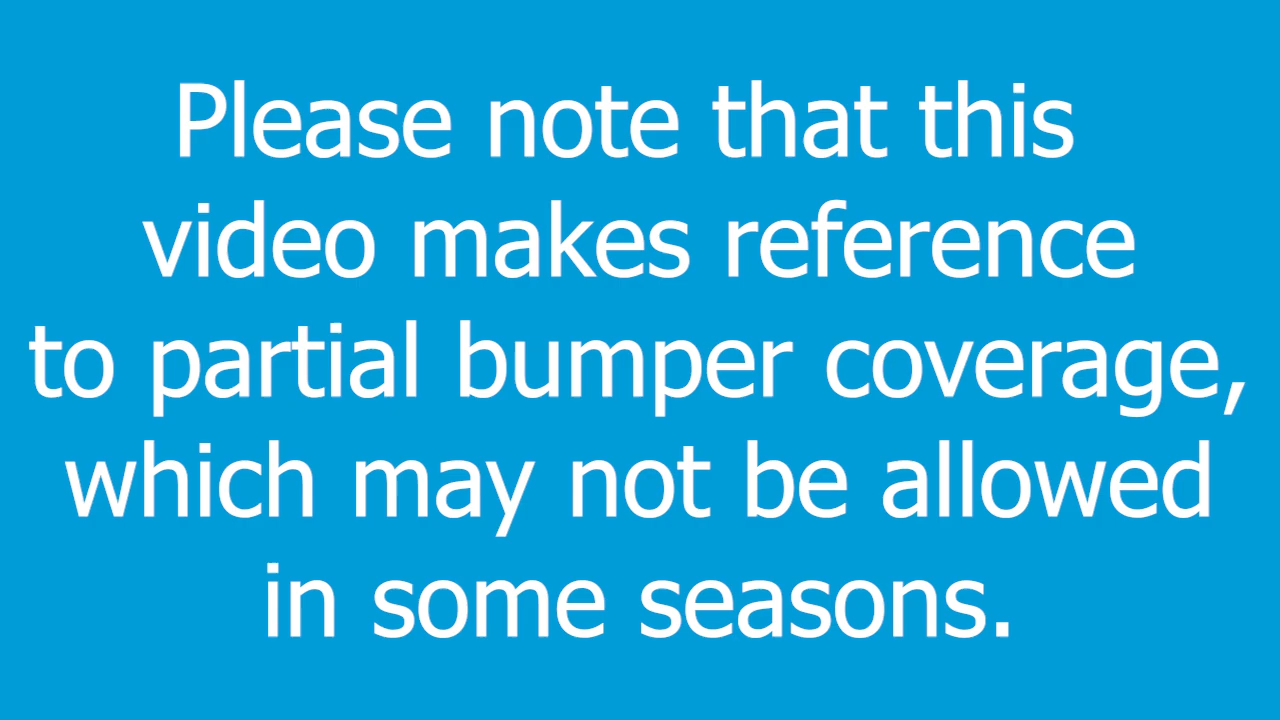 Please note that this
video makes reference
to partial bumper coverage,
which may not be allowed
in some seasons.